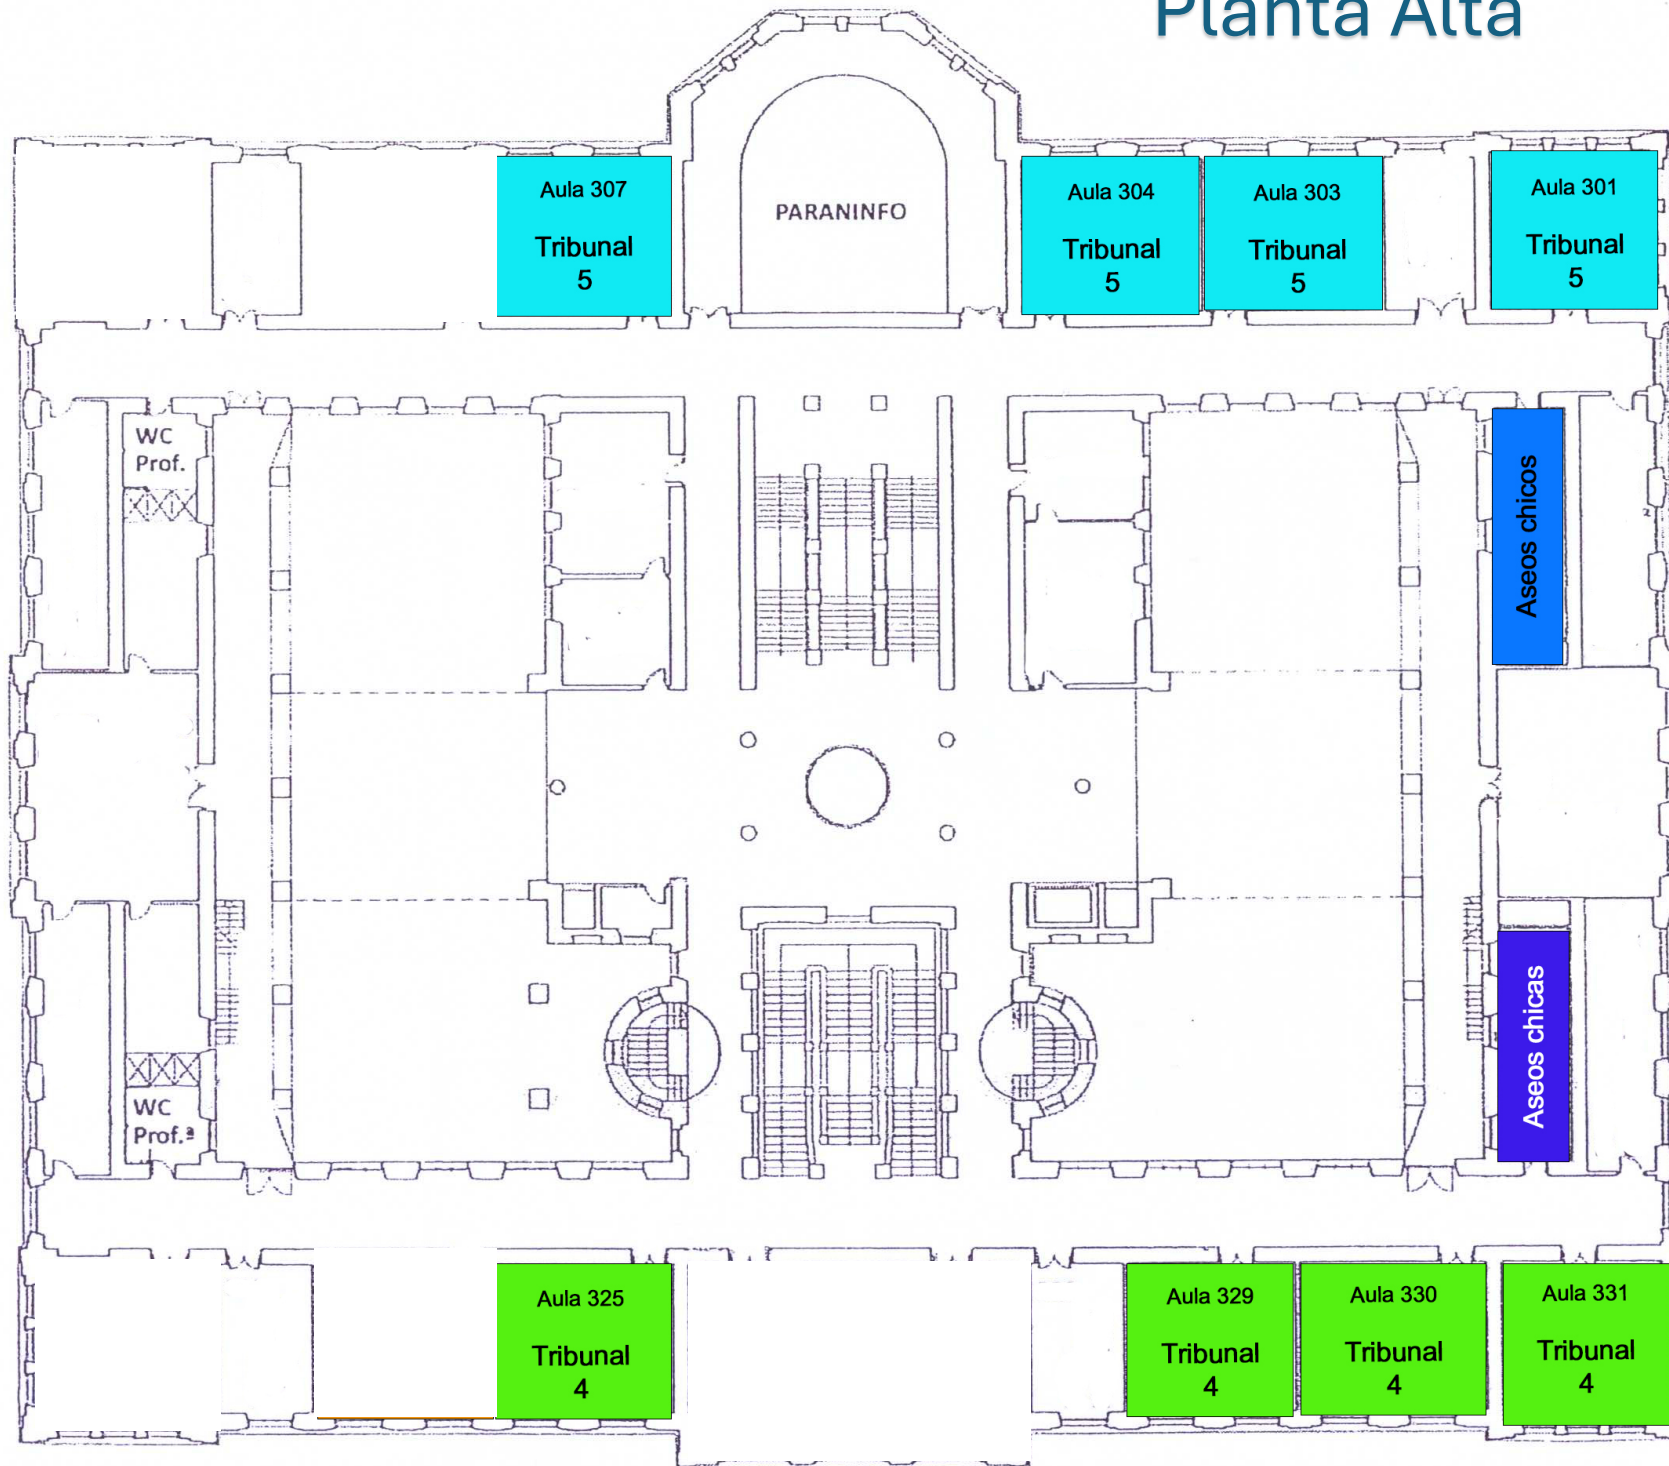 Planta Alta
Aula 307
Tribunal
5
PARANINFO
Aula 304
Tribunal
5
Aula 303
Tribunal
5
Aula 301
Tribunal
5
WC
Prof.
Aseos chicos
Aseos chicas
WC
Prof.ª
Aula 325
Tribunal
4
Aula 329
Tribunal
4
Aula 330
Tribunal
4
Aula 331
Tribunal
4